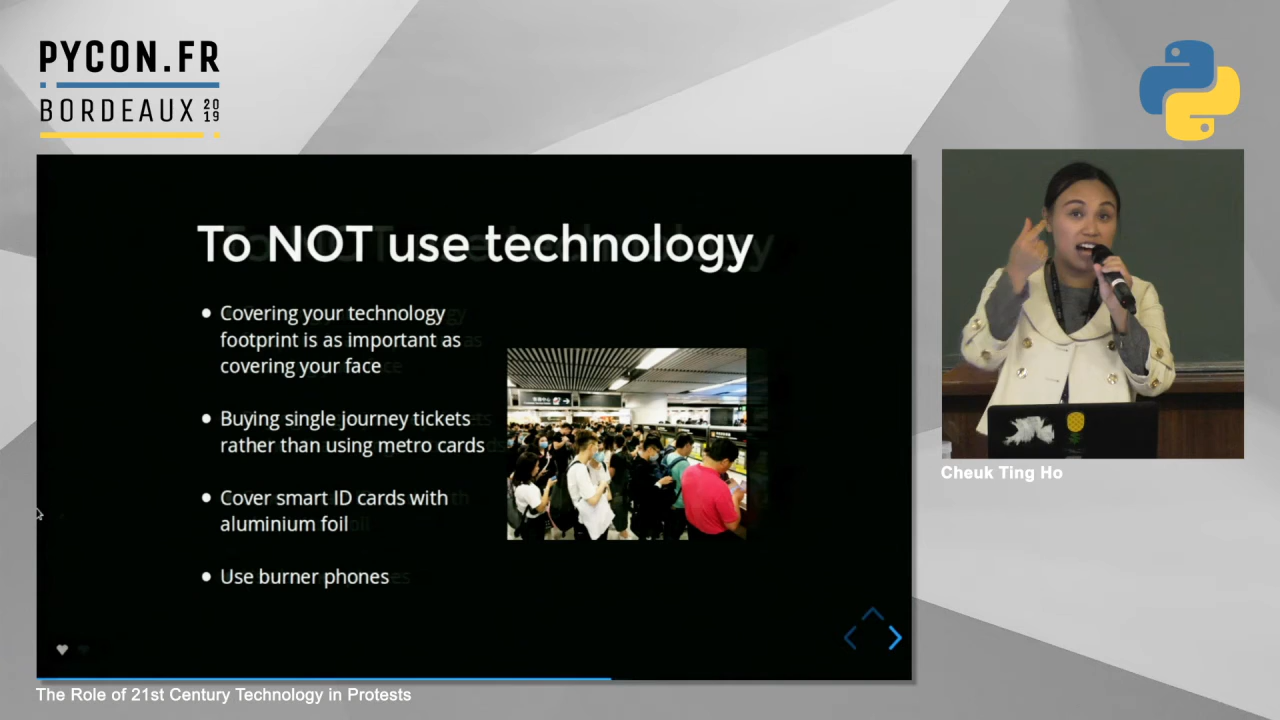 PYCON.FR
BORDEAUX 2019
To NOT use technology
Covering your technology
footprint is as important as
covering your face
Buying single journey tickets
rather than using metro cards
Cover smart ID cards with
aluminium foil
Use burner phones
Cheuk Ting Ho
The Role of 21st Century Technology in Protests